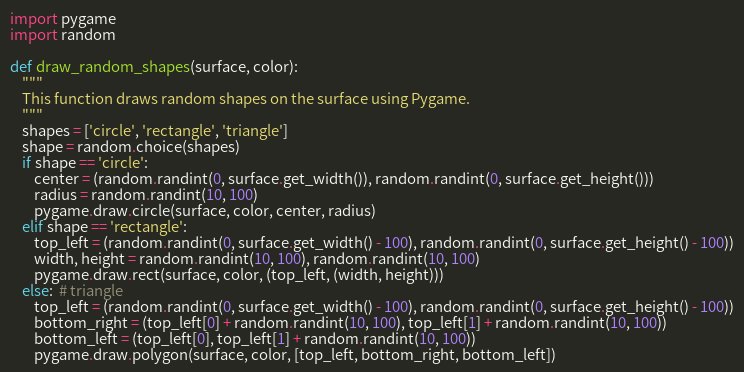 import pygame
import random

def draw_random_shapes(surface, color):
    """
    This function draws random shapes on the surface using Pygame.
    """
    shapes = ['circle', 'rectangle', 'triangle']
    shape = random.choice(shapes)
    if shape == 'circle':
        center = (random.randint(0, surface.get_width()), random.randint(0, surface.get_height()))
        radius = random.randint(10, 100)
        pygame.draw.circle(surface, color, center, radius)
    elif shape == 'rectangle':
        top_left = (random.randint(0, surface.get_width() - 100), random.randint(0, surface.get_height() - 100))
        width, height = random.randint(10, 100), random.randint(10, 100)
        pygame.draw.rect(surface, color, (top_left, (width, height)))
    else:  # triangle
        top_left = (random.randint(0, surface.get_width() - 100), random.randint(0, surface.get_height() - 100))
        bottom_right = (top_left[0] + random.randint(10, 100), top_left[1] + random.randint(10, 100))
        bottom_left = (top_left[0], top_left[1] + random.randint(10, 100))
        pygame.draw.polygon(surface, color, [top_left, bottom_right, bottom_left])